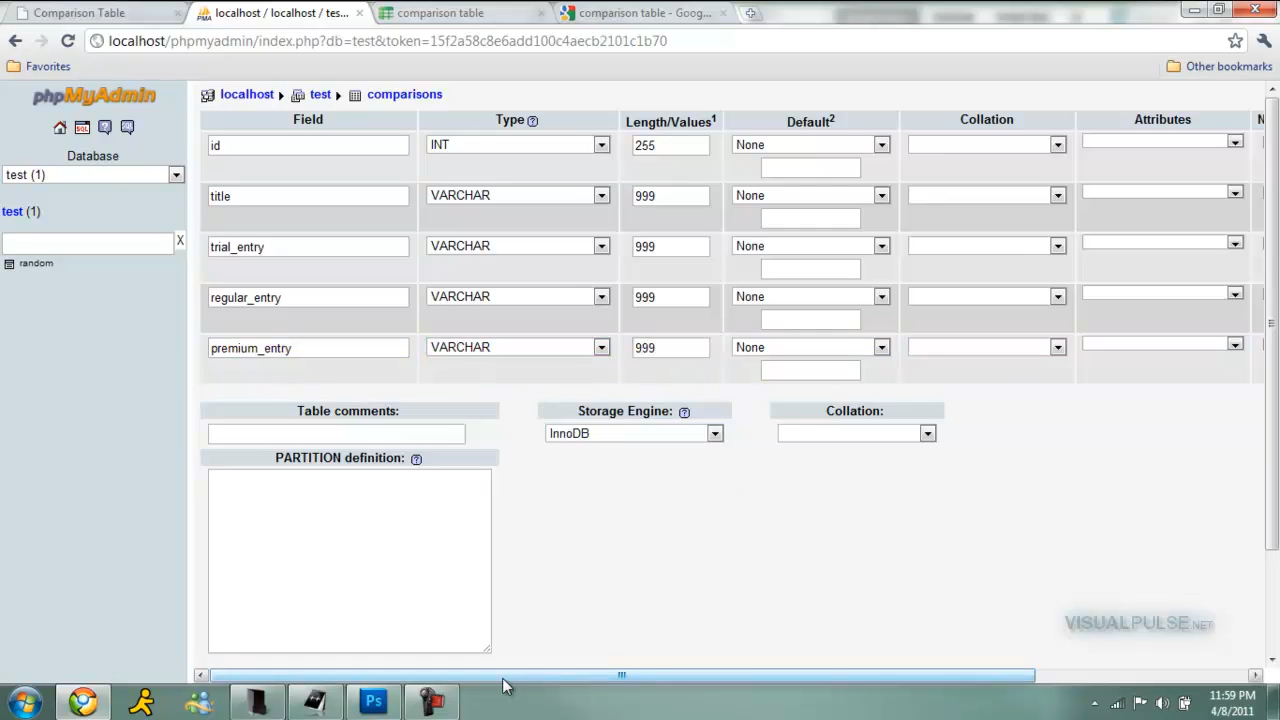 Comparison Table
localhost / localhost / tes...
comparison table
comparison table - Goog...
localhost/phpmyadmin/index.php?db=test&token=15f2a58c8e6add100c4aecb2101c1b70
Favorites
Other bookmarks
phpMyAdmin
localhost
test
comparisons
SQL
Database
test (1)
test (1)
X
random
Field
Type
Length/Values1
Default2
Collation
Attributes
N
id
INT
255
None
title
VARCHAR
999
None
trial_entry
VARCHAR
999
None
regular_entry
VARCHAR
999
None
premium_entry
VARCHAR
999
None
Table comments:
Storage Engine:
Collation:
InnoDB
PARTITION definition:
VISUALPULSE.NET
Ps
11:59 PM
4/8/2011